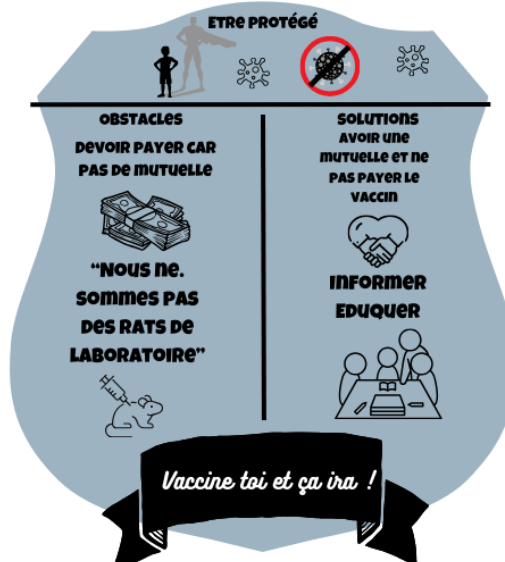 ETRE PROTÉGÉ
OBSTACLES
DEVOIR PAYER CAR
PAS DE MUTUELLE
“NOUS NE.
SOMMES PAS
DES RATS DE
LABORATOIRE”
SOLUTIONS
AVOIR UNE
MUTUELLE ET NE
PAS PAYER LE
VACCIN
INFORMER
EDUQUER
Vaccine toi et ça ira !